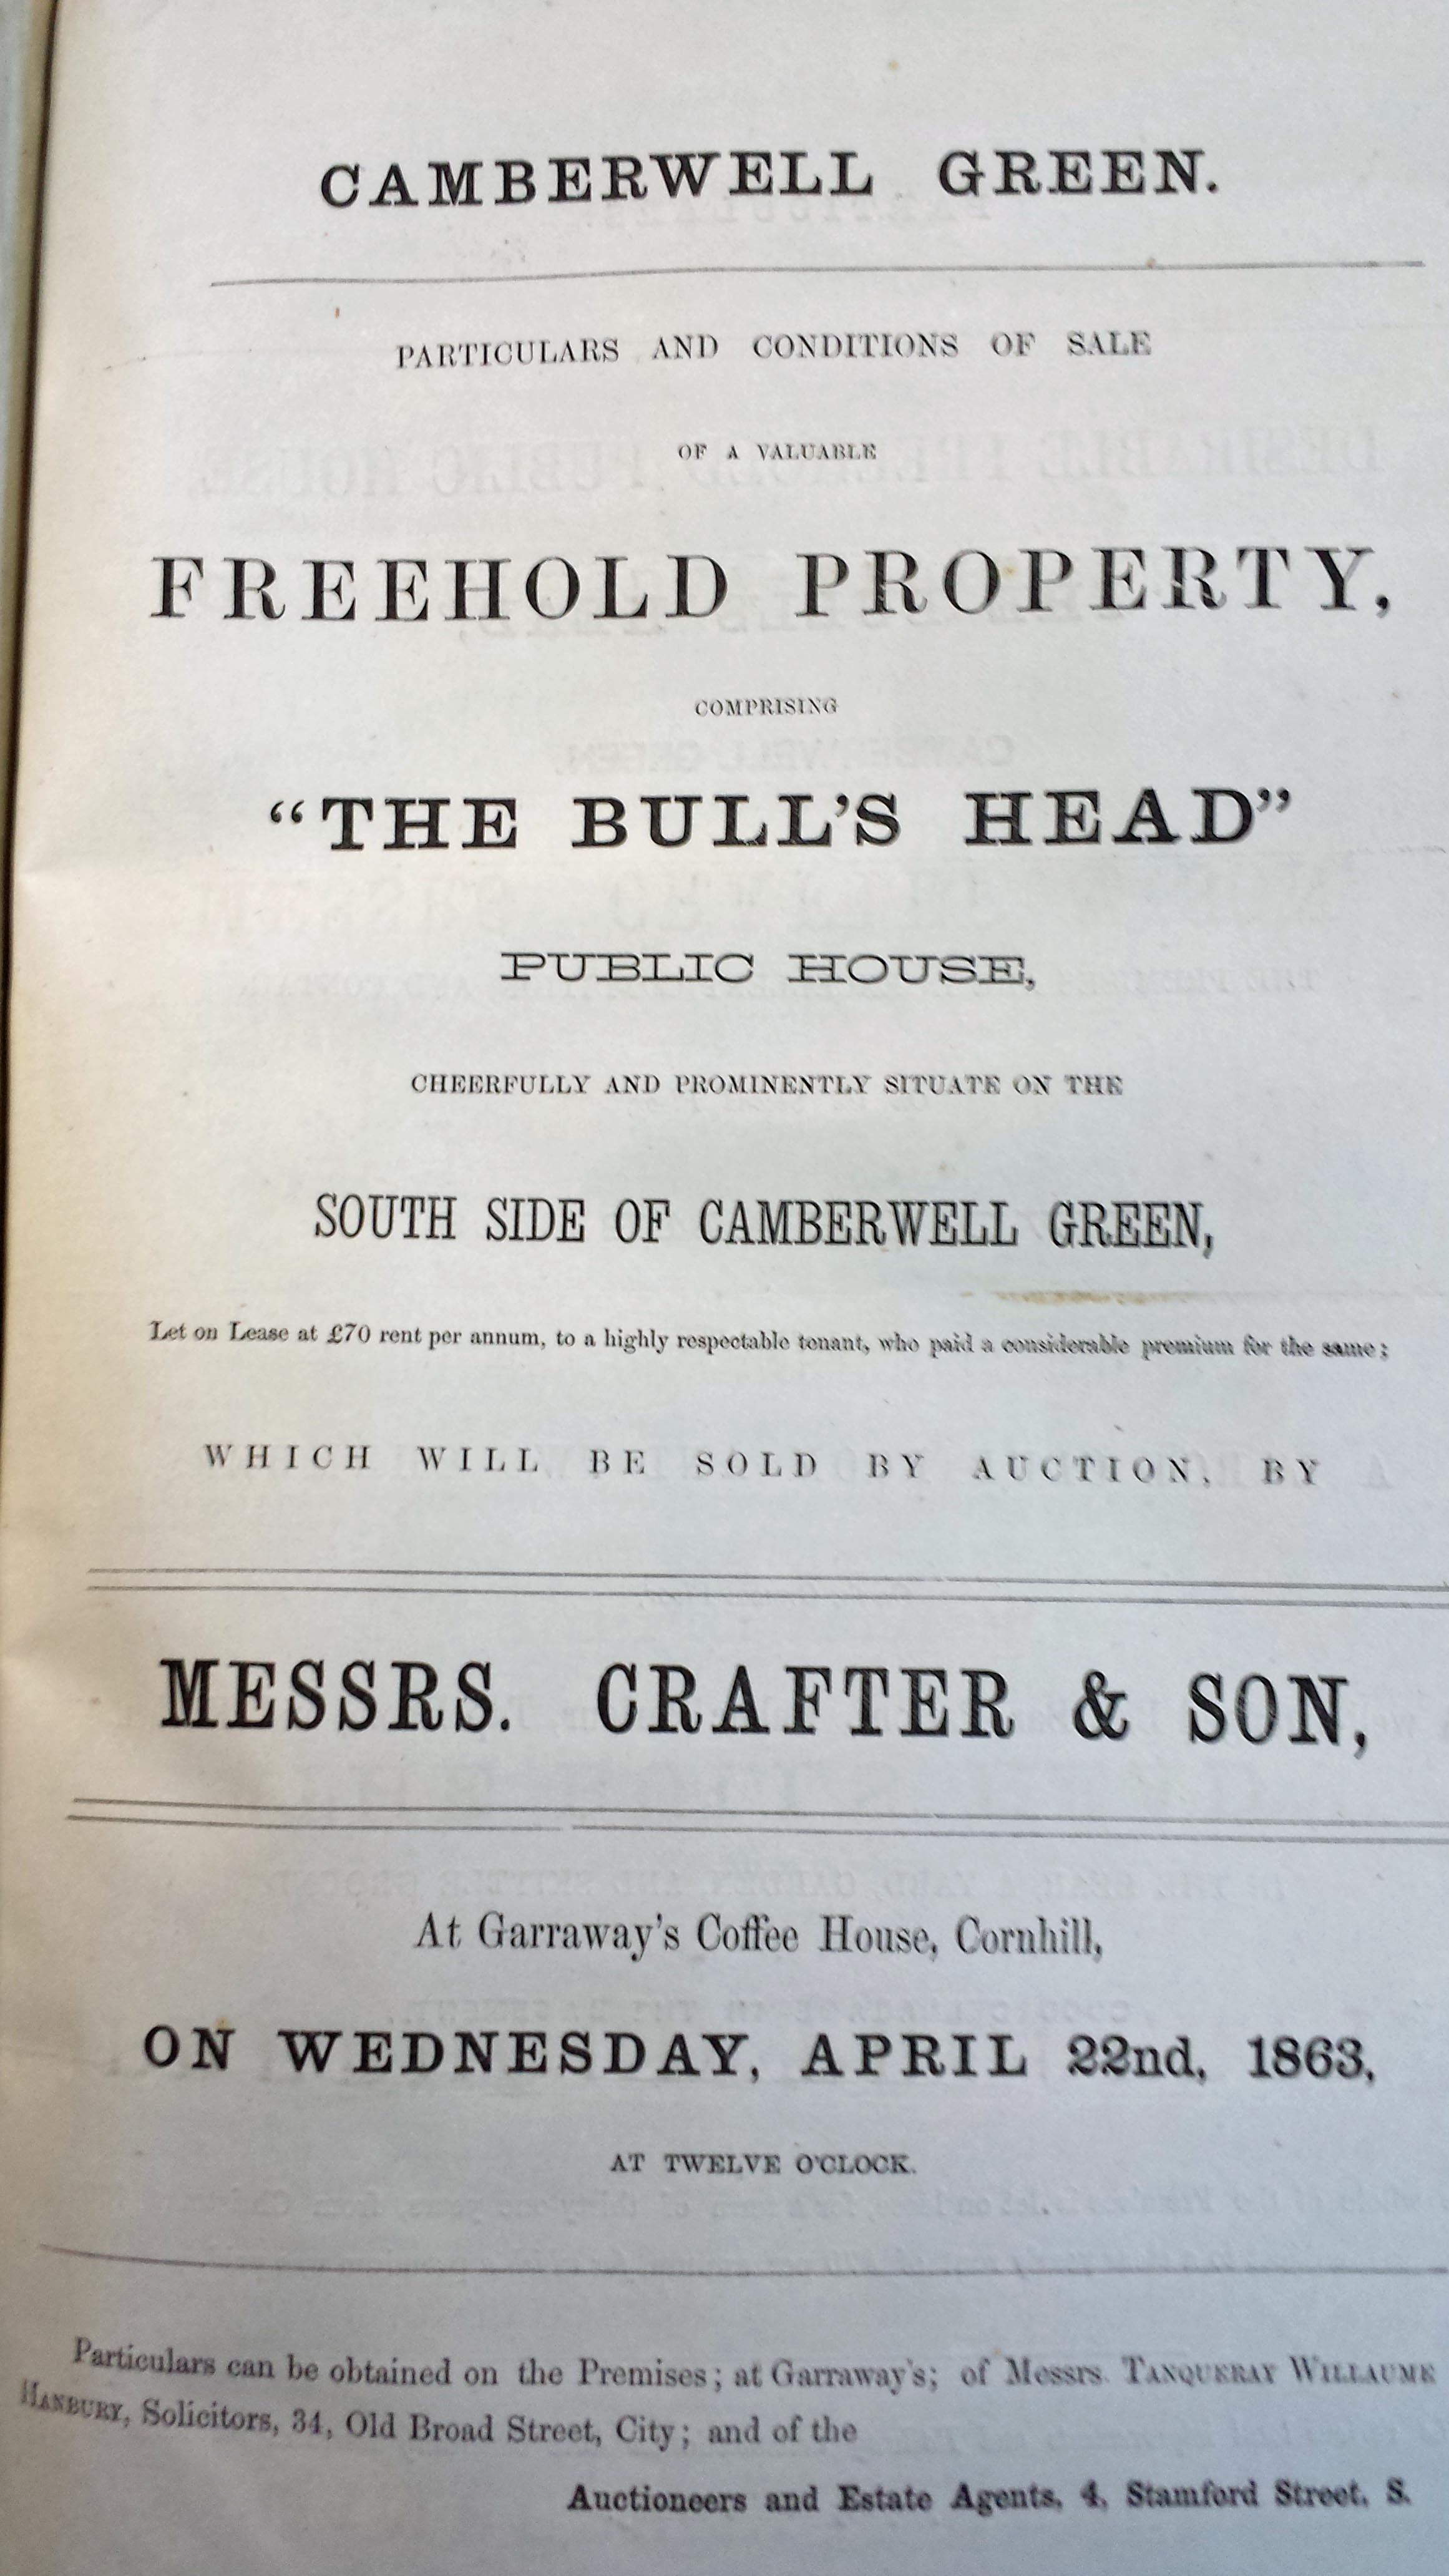 CAMBERWELL GREEN.
PARTICULARS AND CONDITIONS OF SALE
OF A VALUABLE
FREEHOLD PROPERTY,
COMPRISING
“THE BULL’S HEAD”
PUBLIC HOUSE,
CHEERFULLY AND PROMINENTLY SITUATE ON THE
SOUTH SIDE OF CAMBERWELL GREEN,
Let on Lease at £70 rent per annum, to a highly respectable tenant, who paid a considerable premium for the same;
WHICH WILL BE SOLD BY AUCTION, BY
MESSRS. CRAFTER & SON,
At Garraway's Coffee House, Cornhill,
ON WEDNESDAY, APRIL 22nd, 1863,
AT TWELVE O'CLOCK.
Particulars can be obtained on the Premises; at Garraway's; of Messrs. TANQUERAY WILLAUME
HANBURY, Solicitors, 34, Old Broad Street, City; and of the
Auctioneers and Estate Agents, 4, Stamford Street, S.